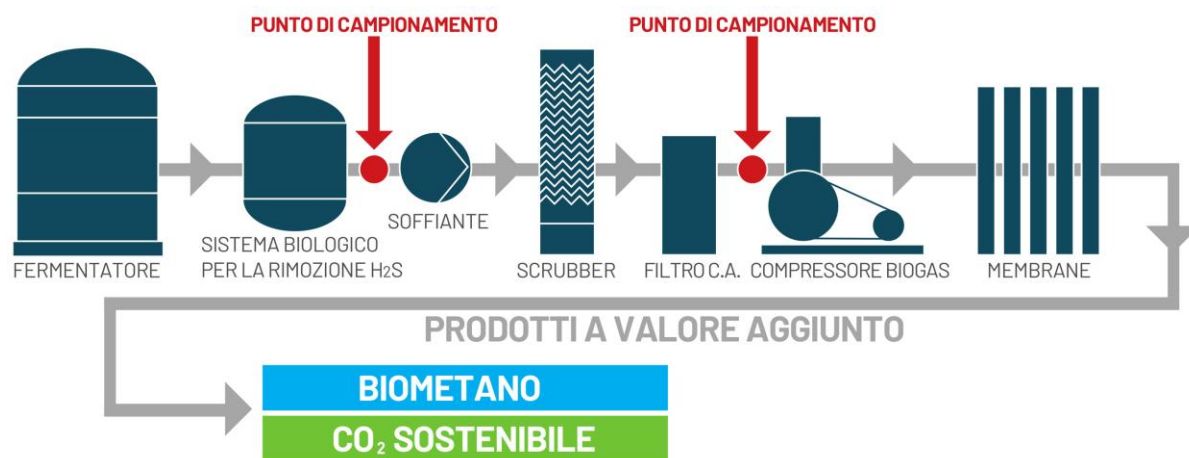 PUNTO DI CAMPIONAMENTO
PUNTO DI CAMPIONAMENTO
FERMENTATORE
SISTEMA BIOLOGICO
PER LA RIMOZIONE H₂S
SOFFIANTE
SCRUBBER
FILTRO C.A.
COMPRESSORE BIOGAS
MEMBRANE
PRODOTTI A VALORE AGGIUNTO
BIOMETANO
CO₂ SOSTENIBILE